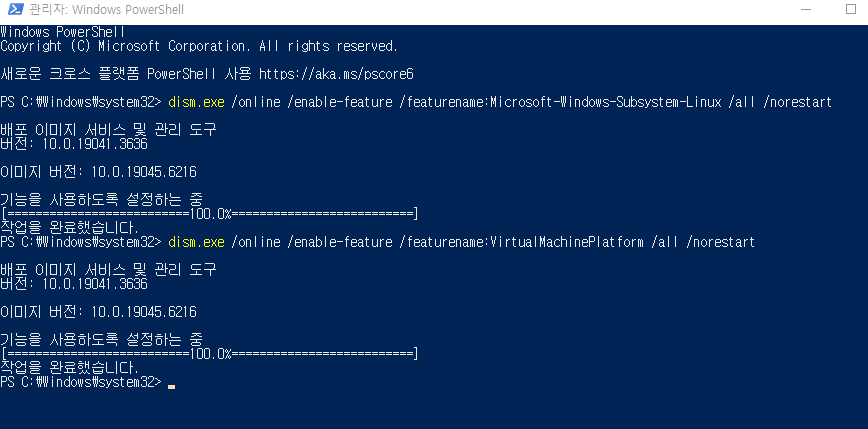 관리자: Windows PowerShell
Windows PowerShell
Copyright (C) Microsoft Corporation. All rights reserved.
새로운 크로스 플랫폼 PowerShell 사용 https://aka.ms/pscore6
PS C:₩Windows₩system32> dism.exe /online /enable-feature /featurename:Microsoft-Windows-Subsystem-Linux /all /norestart
배포 이미지 서비스 및 관리 도구
버전: 10.0.19041.3636
이미지 버전: 10.0.19045.6216
기능을 사용하도록 설정하는 중
[==========================100.0%==========================]
작업을 완료했습니다.
PS C:₩Windows₩system32> dism.exe /online /enable-feature /featurename:VirtualMachinePlatform /all /norestart
배포 이미지 서비스 및 관리 도구
버전: 10.0.19041.3636
이미지 버전: 10.0.19045.6216
기능을 사용하도록 설정하는 중
[==========================100.0%==========================]
작업을 완료했습니다.
PS C:₩Windows₩system32>